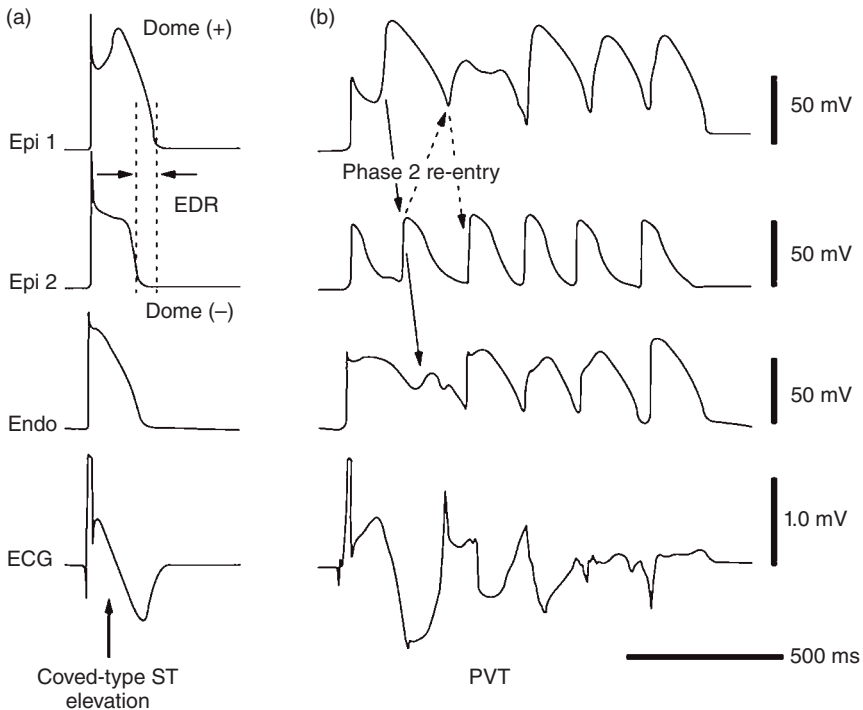 (a)
Dome (+)
Epi 1
EDR
Epi 2
Dome (–)
Endo
ECG
Coved-type ST
elevation
(b)
50 mV
Phase 2 re-entry
50 mV
50 mV
1.0 mV
500 ms
PVT